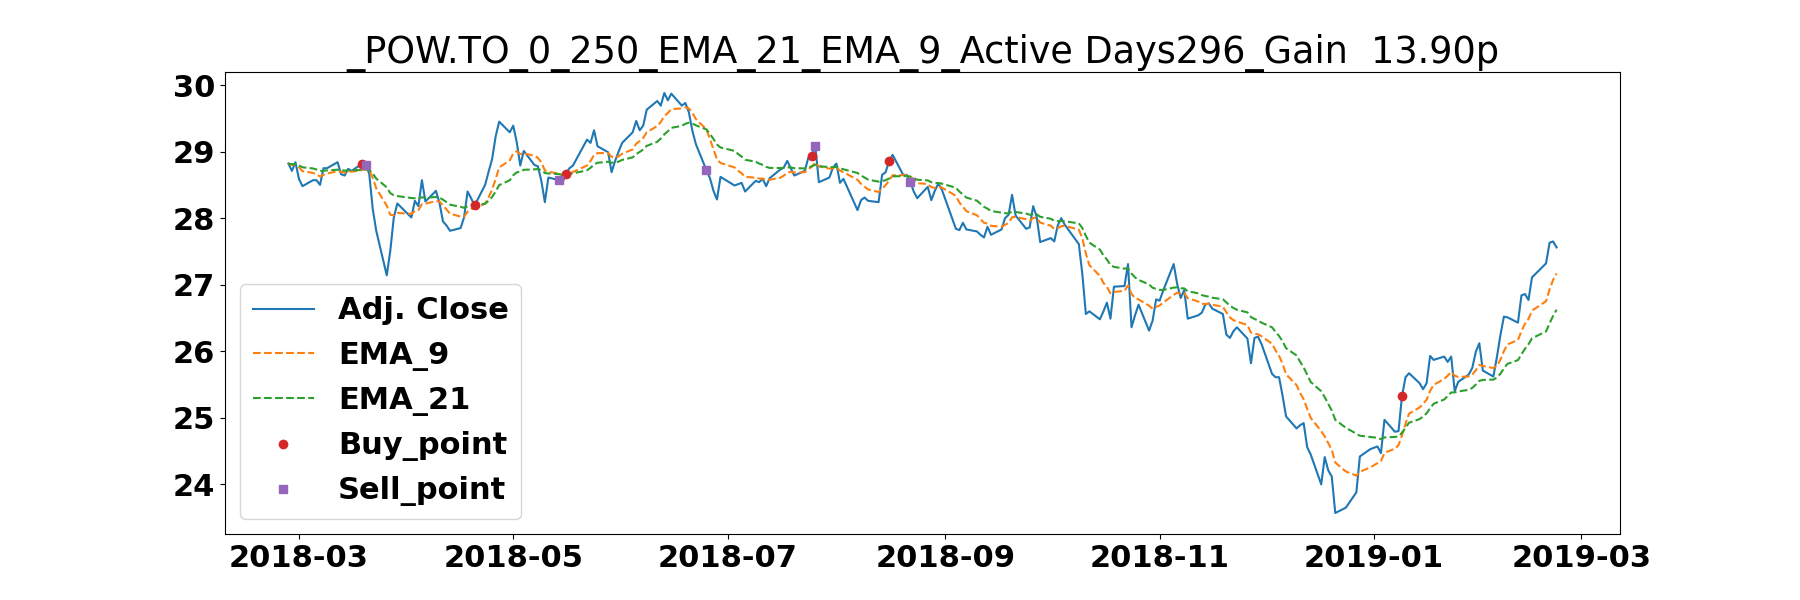 _POW.TO_0_250_EMA_21_EMA_9_Active Days296_Gain  13.90p
30
29
28
27
26
25
24
Adj. Close
EMA_9
EMA_21
Buy_point
Sell_point
2018-03 2018-05 2018-07 2018-09 2018-11 2019-01 2019-03